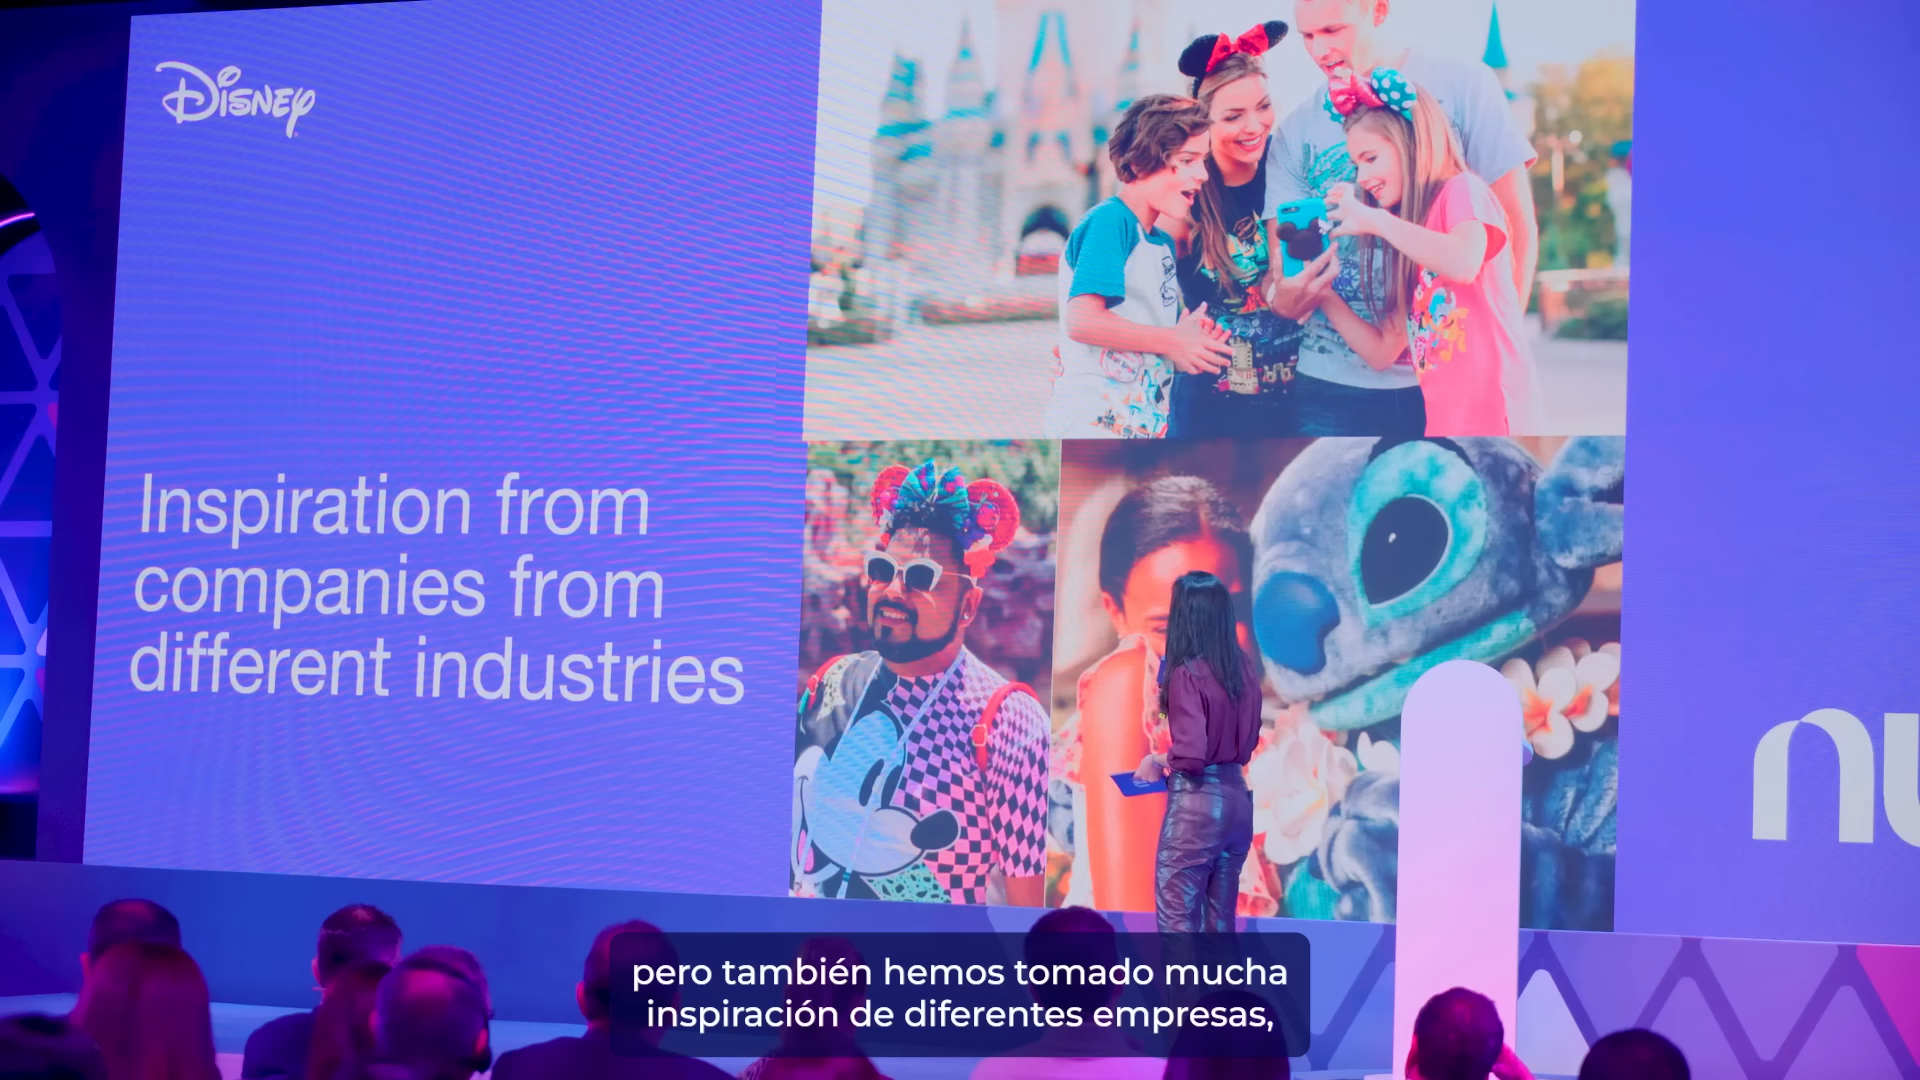 Disney
Inspiration from
companies from
different industries
nu
pero también hemos tomado mucha
inspiración de diferentes empresas,